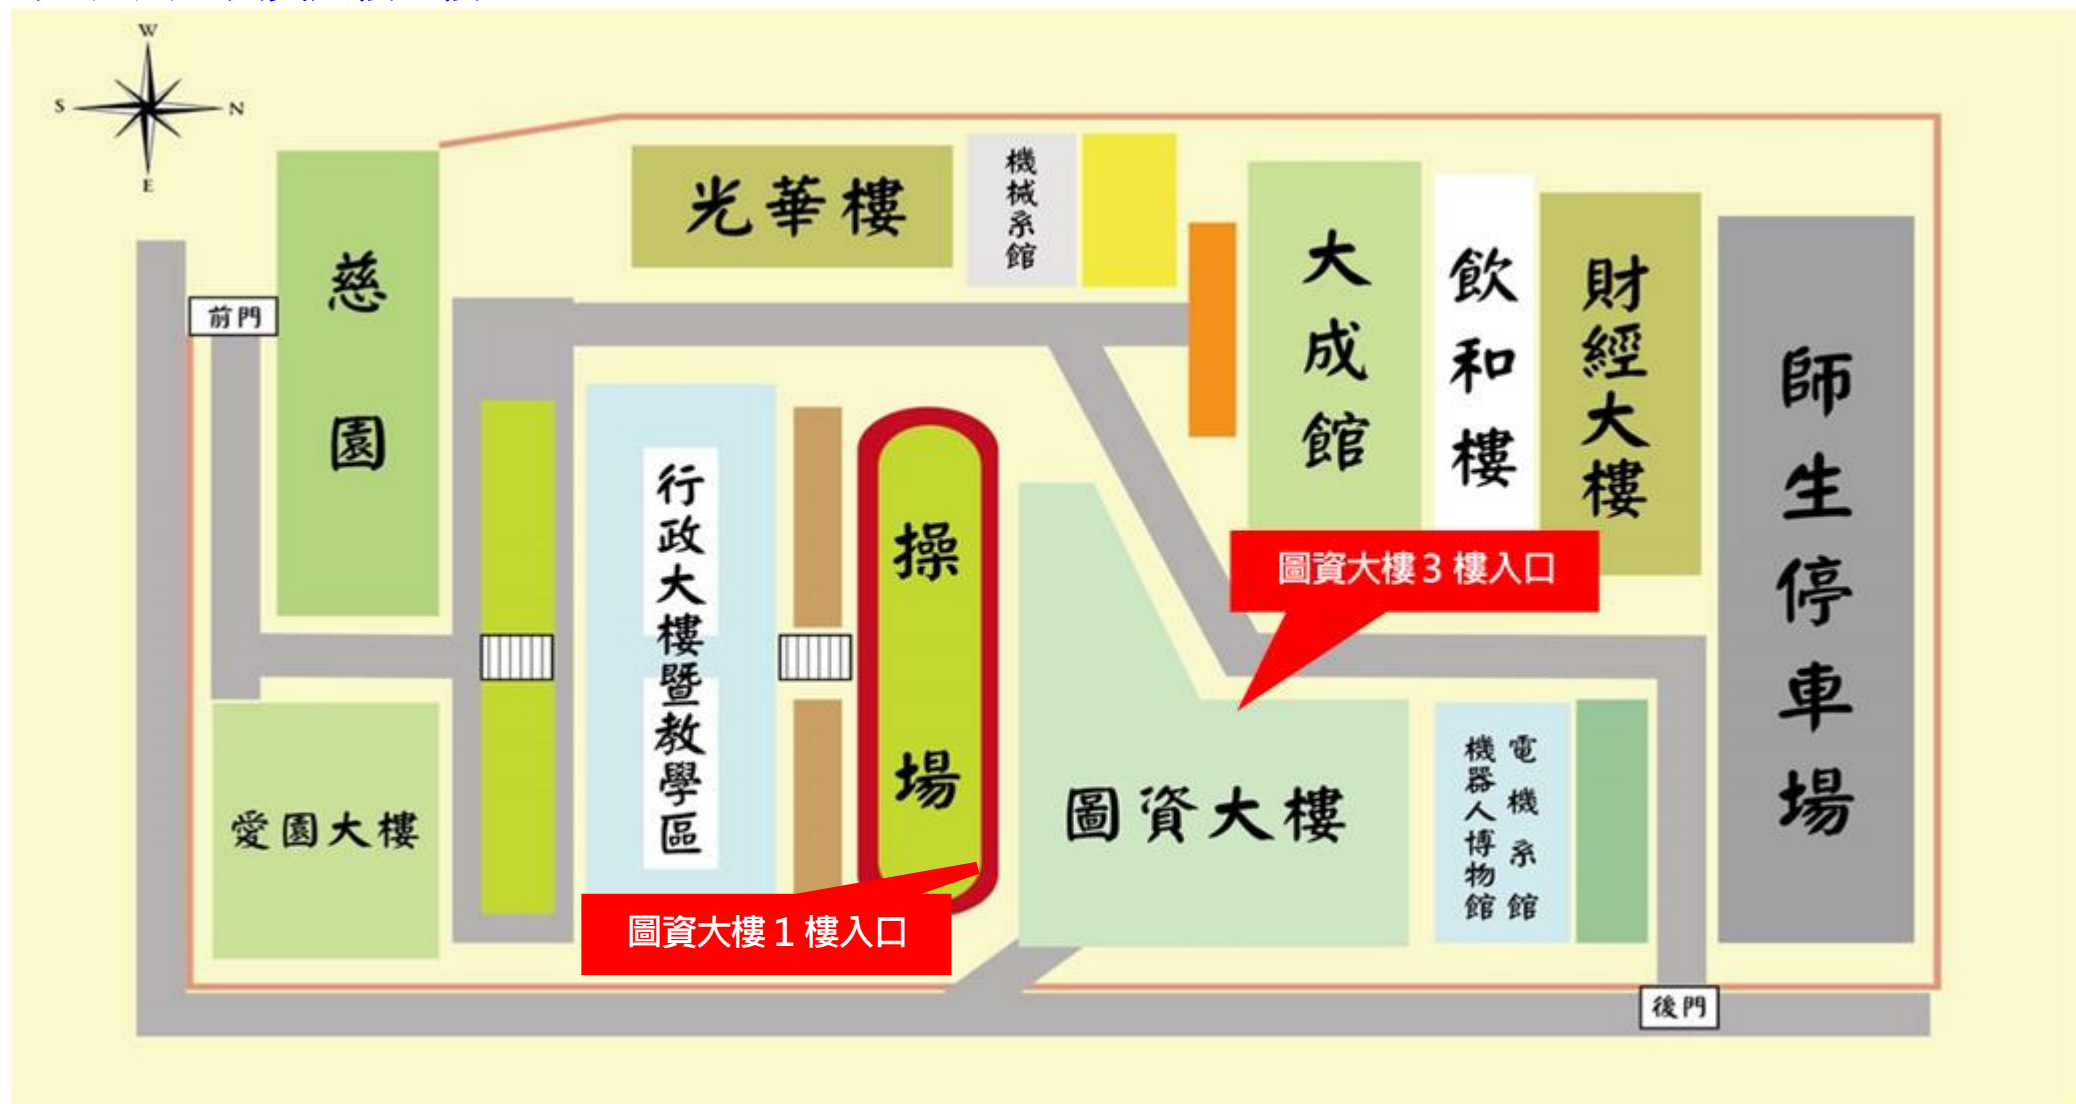 W
S
N
E
慈園
前門
光華樓
機械系館
大成館
飲和樓
財經大樓
師生停車場
行政大樓暨教學區
操場
圖資大樓3樓入口
愛園大樓
圖資大樓
電機系館
機器人博物館
圖資大樓1樓入口
後門